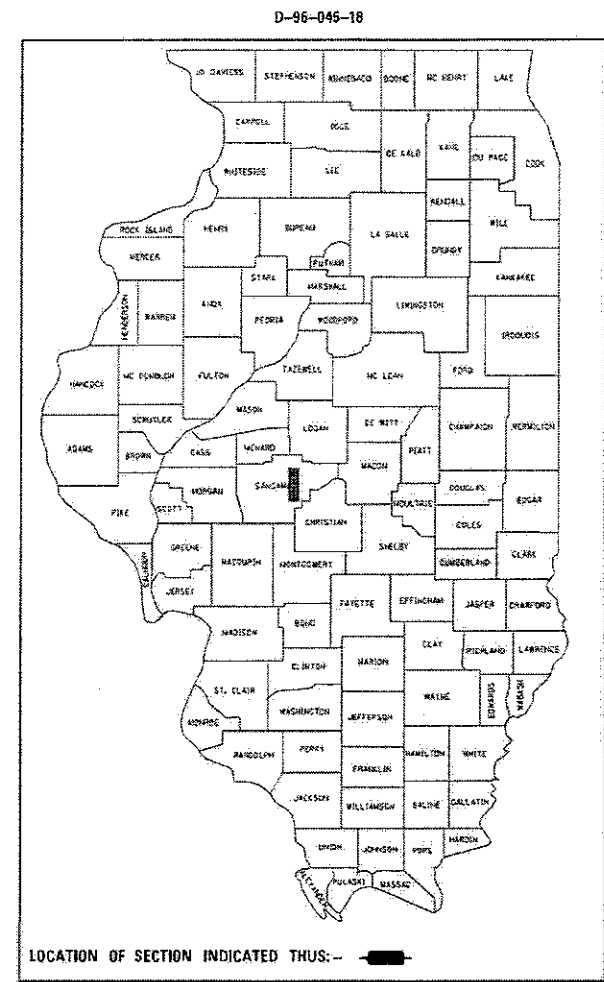 D-96-045-18
JO DAVIESS STEPHENSON WINNEBAGO BOONE MC HENRY LAKE
CARROLL OGLE DE KALB KANE DU PAGE COOK
WHITESIDE LEE KENDALL WILL
ROCK ISLAND HENRY BUREAU LA SALLE GRUNDY
MERCER PUTNAM KANKAKEE
STARK MARSHALL
HENDERSON WARREN KNOX PEORIA WOODFORD LIVINGSTON IROQUOIS
HANCOCK MC DONOUGH FULTON TAZEWELL MC LEAN FORD
MASON
SCHUYLER LOGAN DE WITT CHAMPAIGN VERMILION
ADAMS BROWN CASS MENARD MACON PIATT
SANGAM DOUGLAS
PIKE SCOTT MORGAN CHRISTIAN MOULTRIE EDGAR
COLES
GREENE MACOUPIN MONTGOMERY SHELBY CUMBERLAND CLARK
CALHOUN JERSEY
FAYETTE EFFINGHAM JASPER CRAWFORD
MADISON BOND
CLAY RICHLAND LAWRENCE
CLINTON MARION
ST. CLAIR WAYNE EDWARDS WABASH
WASHINGTON JEFFERSON
MONROE
RANDOLPH PERRY HAMILTON WHITE
FRANKLIN
JACKSON WILLIAMSON SALINE GALLATIN
UNION JOHNSON POPE HARDIN
ALEXANDER PULASKI MASSAC
LOCATION OF SECTION INDICATED THUS:-